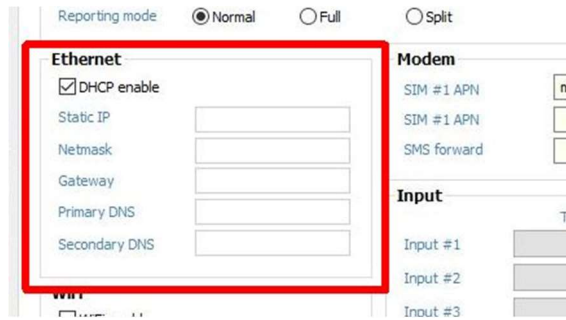 Reporting mode Normal Full Split
Ethernet
DHCP enable
Static IP
Netmask
Gateway
Primary DNS
Secondary DNS
Modem
SIM #1 APN
SIM #1 APN
SMS forward
Input
Input #1
Input #2
Input #3